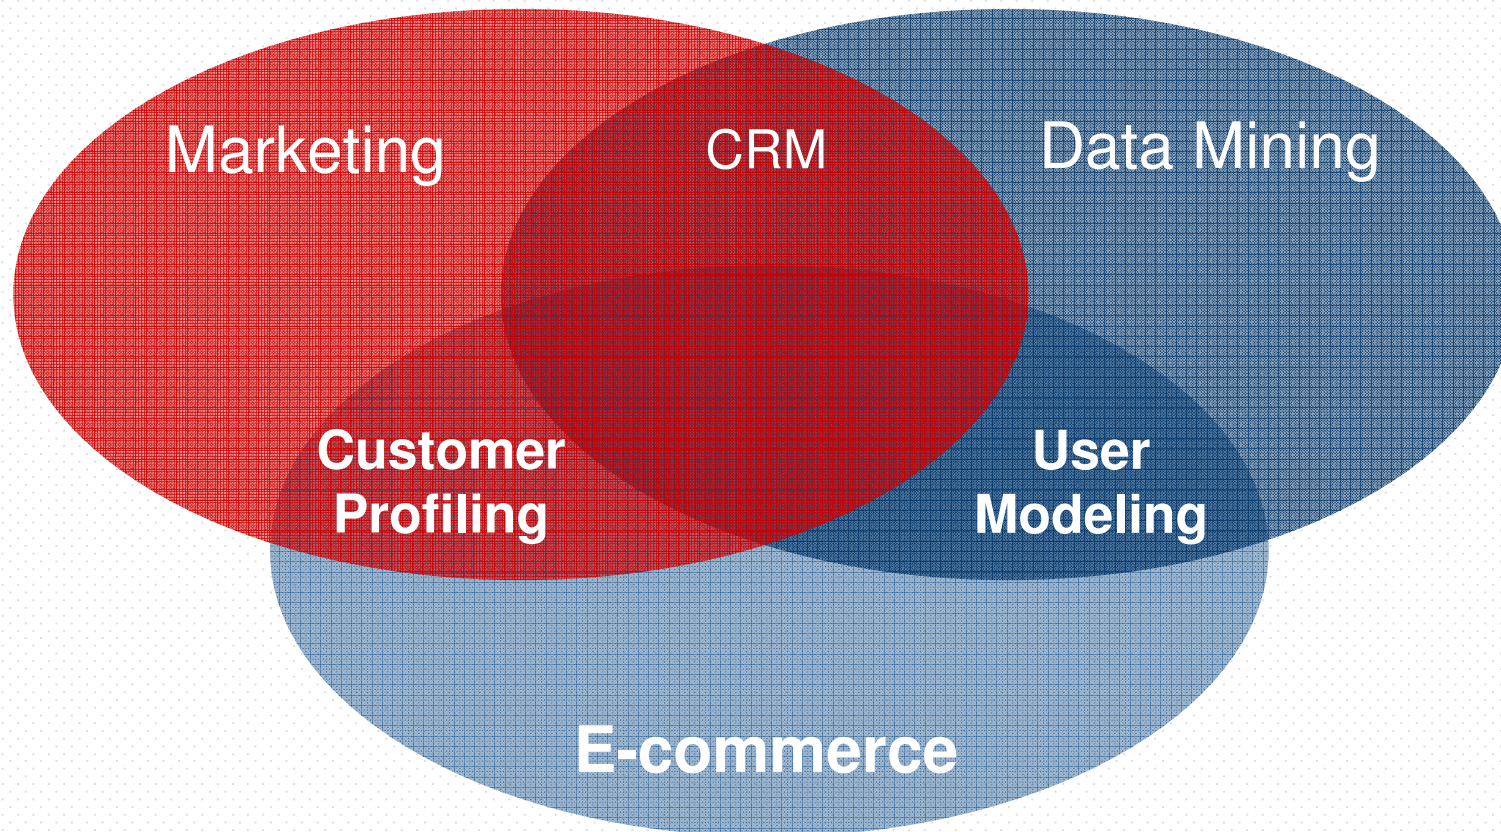 Marketing
CRM
Data Mining
Customer
Profiling
User
Modeling
E-commerce